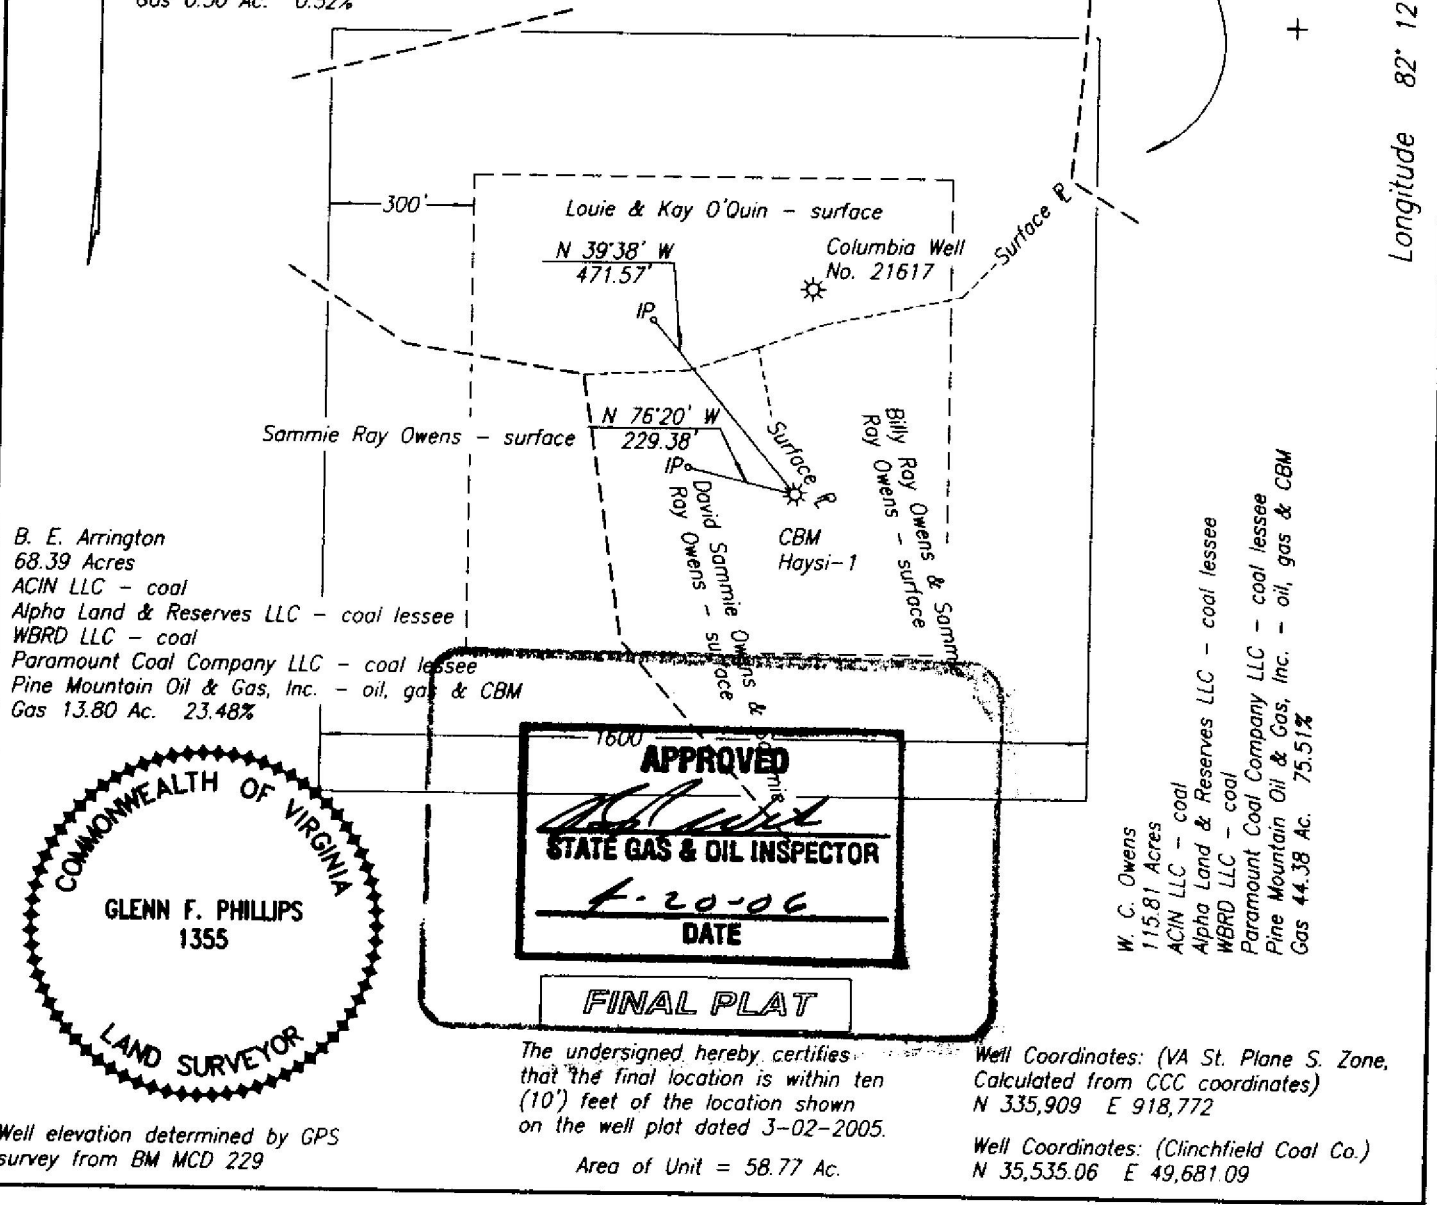 Gas 0.30 Ac. 0.52%
Longitude 82° 12
300'
Louie & Kay O'Quin - surface
N 39°38' W
471.57'
Columbia Well
No. 21617
Surface PL
IP
N 76°20' W
229.38'
Sammie Ray Owens - surface
IP
Surface PL
CBM
Haysi-1
Billy Ray Owens & Sammie
Ray Owens - surface
David Sammie Owens & Sammie
Ray Owens - surface
B. E. Arrington
68.39 Acres
ACIN LLC - coal
Alpha Land & Reserves LLC - coal lessee
WBRD LLC - coal
Paramount Coal Company LLC - coal lessee
Pine Mountain Oil & Gas, Inc. - oil, gas & CBM
Gas 13.80 Ac. 23.48%
W. C. Owens
115.81 Acres
ACIN LLC - coal
Alpha Land & Reserves LLC - coal lessee
WBRD LLC - coal
Paramount Coal Company LLC - coal lessee
Pine Mountain Oil & Gas, Inc. - oil, gas & CBM
Gas 44.38 Ac. 75.51%
1600
APPROVED
STATE GAS & OIL INSPECTOR
4-20-06
DATE
COMMONWEALTH OF VIRGINIA
GLENN F. PHILLIPS
1355
LAND SURVEYOR
FINAL PLAT
The undersigned hereby certifies
that the final location is within ten
(10') feet of the location shown
on the well plat dated 3-02-2005.
Area of Unit = 58.77 Ac.
Well elevation determined by GPS
survey from BM MCD 229
Well Coordinates: (VA St. Plane S. Zone,
Calculated from CCC coordinates)
N 335,909 E 918,772
Well Coordinates: (Clinchfield Coal Co.)
N 35,535.06 E 49,681.09